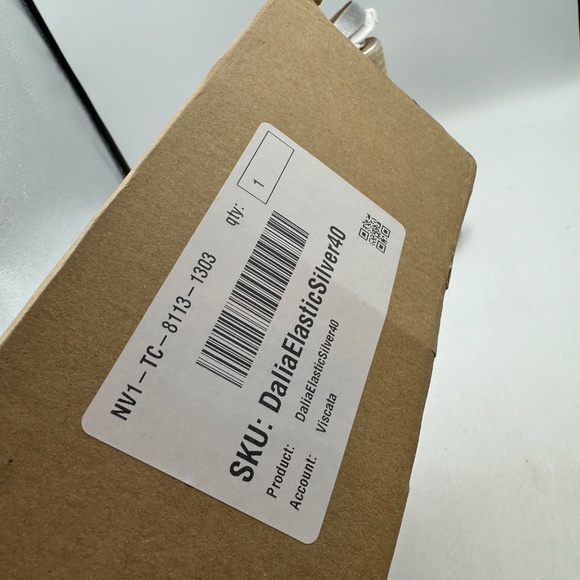 NV1-TC-8113-1303
qty: 1
SKU: DaliaElasticSilver40
Product: DaliaElasticSilver40
Account: Viscata